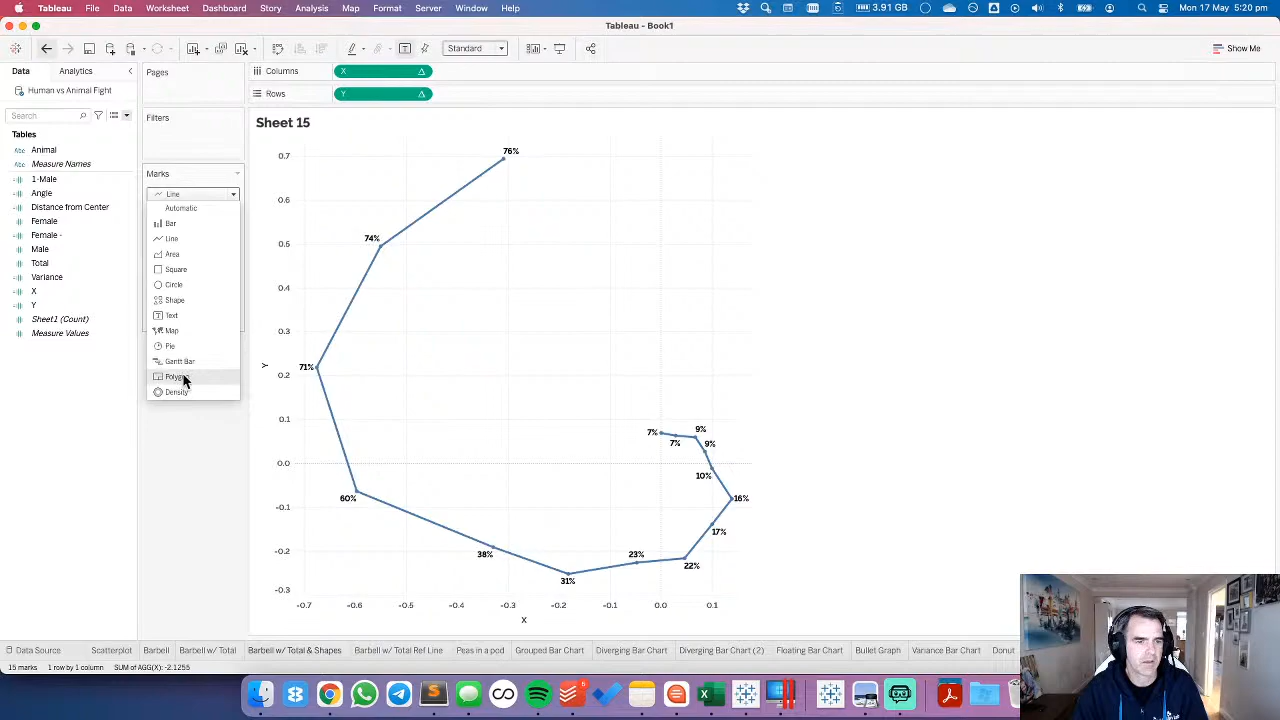 Tableau File Data Worksheet Dashboard Story Analysis Map Format Server Window Help 3.91 GB Mon 17 May 5:20 pm
Tableau - Book1
Standard Show Me
Data Analytics Pages Columns X
Human vs Animal Fight Rows Y
Search Filters Sheet 15
Tables
Animal
Measure Names
1-Male
Angle
Distance from Center
Female
Female -
Male
Total
Variance
X
Y
Sheet1 (Count)
Measure Values
Marks
Line
Automatic
Bar
Line
Area
Square
Circle
Shape
Text
Map
Pie
Gantt Bar
Density
76%
0.7
0.6
74%
0.5
0.4
0.3
71%
Y
0.2
0.1
7% 7% 9% 9%
0.0
10%
60% 16%
-0.1
17%
38% 23% 22%
-0.2
31%
-0.3
-0.7 -0.6 -0.5 -0.4 -0.3 -0.2 -0.1 0.0 0.1
X
Data Source Scatterplot Barbell Barbell w/ Total Barbell w/ Total & Shapes Barbell w/ Total Ref Line Peas in a pod Grouped Bar Chart Diverging Bar Chart Diverging Bar Chart (2) Floating Bar Chart Bullet Graph Variance Bar Chart Donut
15 marks 1 row by 1 column SUM of AGG(X): -2.1255